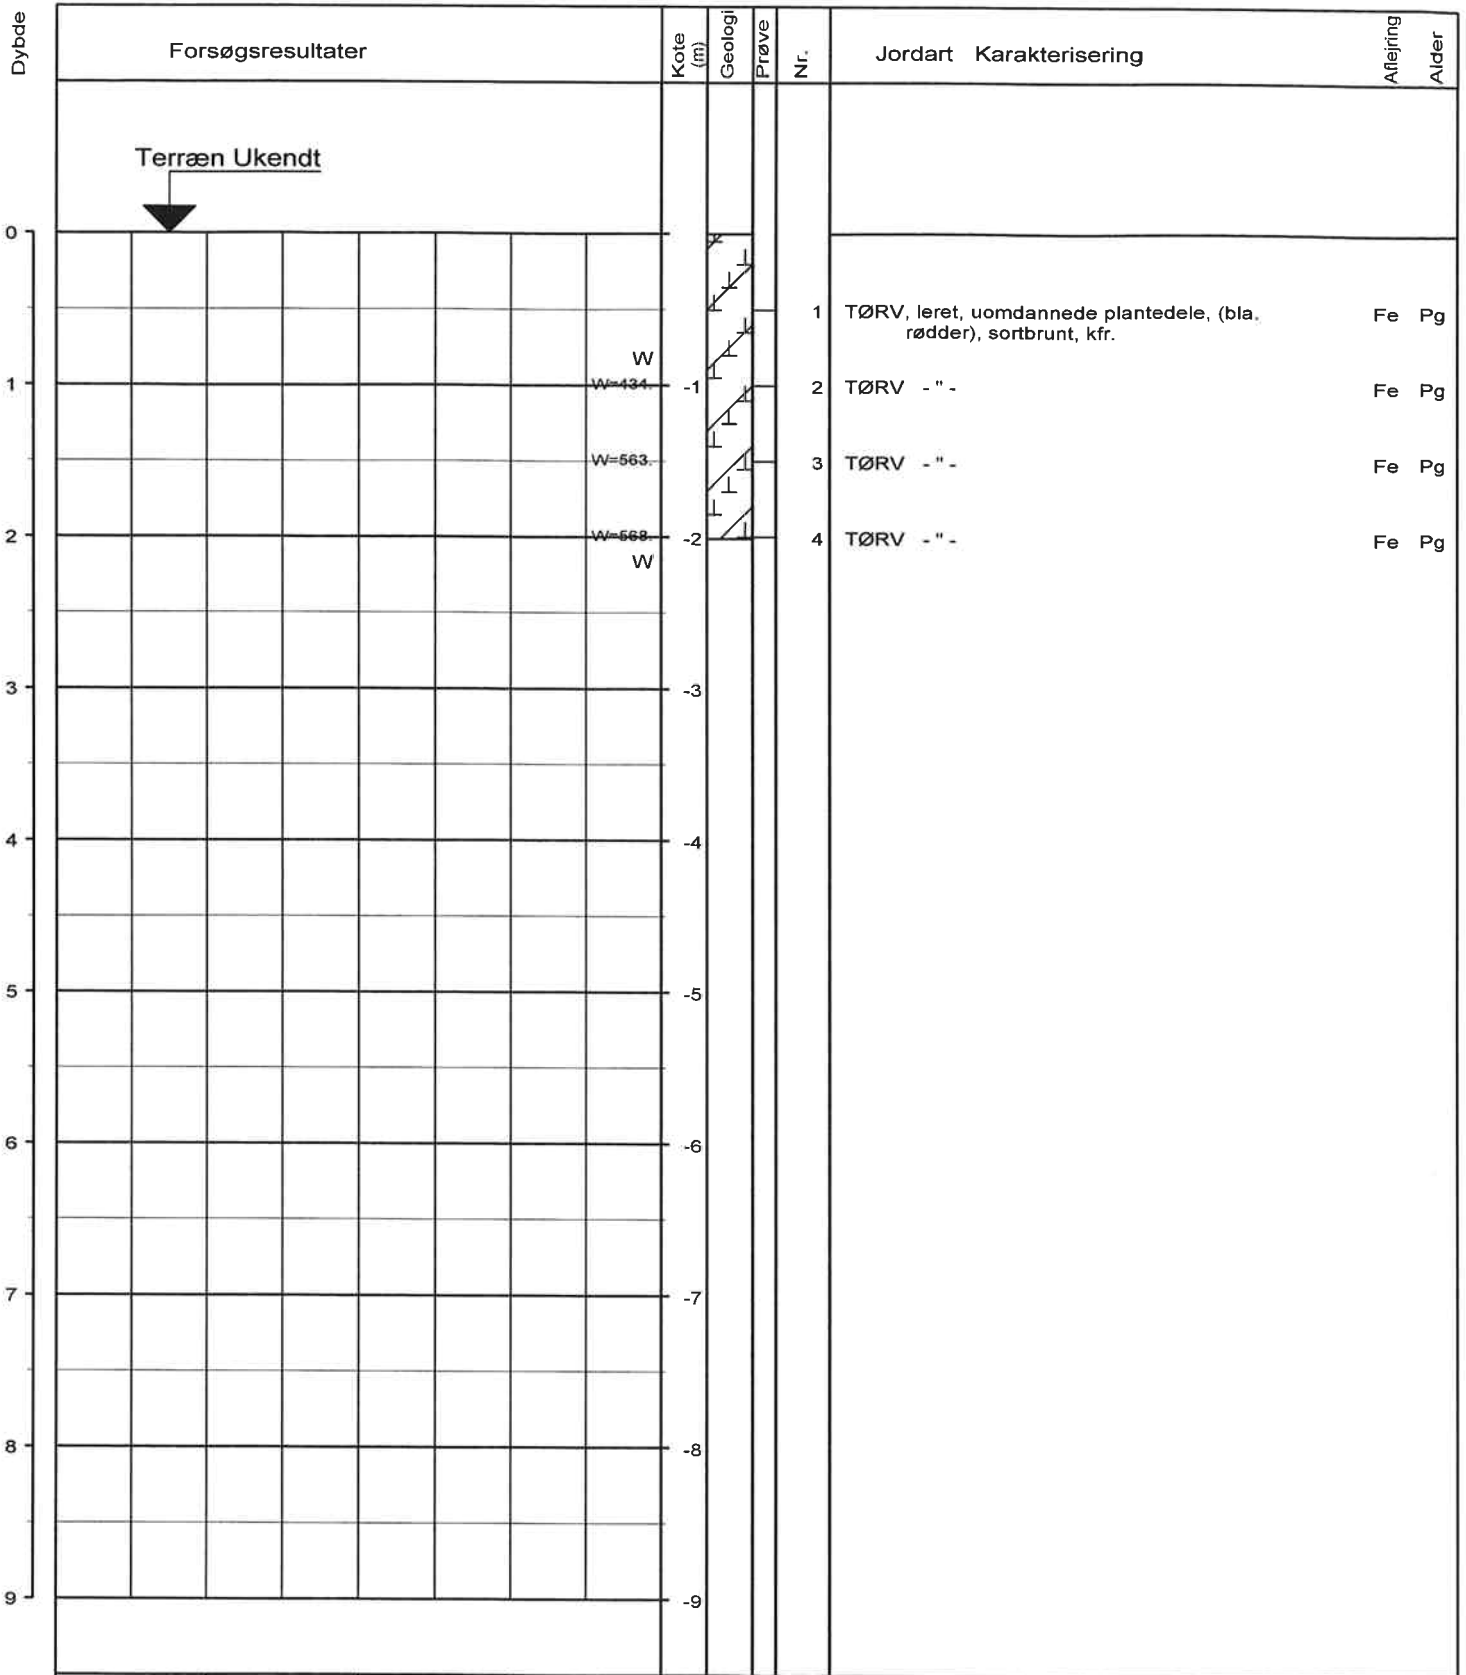 Dybde
Forsøgsresultater
Kote (m)
Geologi
Prøve
Nr.
Jordart Karakterisering
Aflejring
Alder
Terræn Ukendt
0
1 TØRV, leret, uomdannede plantedele, (bla. Fe Pg
rødder), sortbrunt, kfr.
W
1 W=434. -1 2 TØRV - " - Fe Pg
W=563. 3 TØRV - " - Fe Pg
2 W=568. -2 4 TØRV - " - Fe Pg
W
3 -3
4 -4
5 -5
6 -6
7 -7
8 -8
9 -9